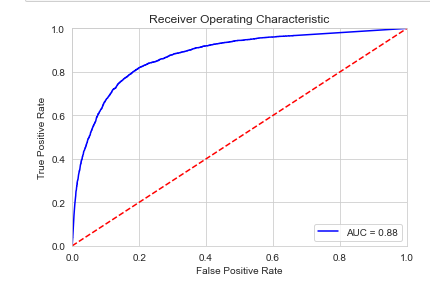 Receiver Operating Characteristic
1.0
0.8
0.6
0.4
0.2
0.0
True Positive Rate
AUC = 0.88
0.0 0.2 0.4 0.6 0.8 1.0
False Positive Rate